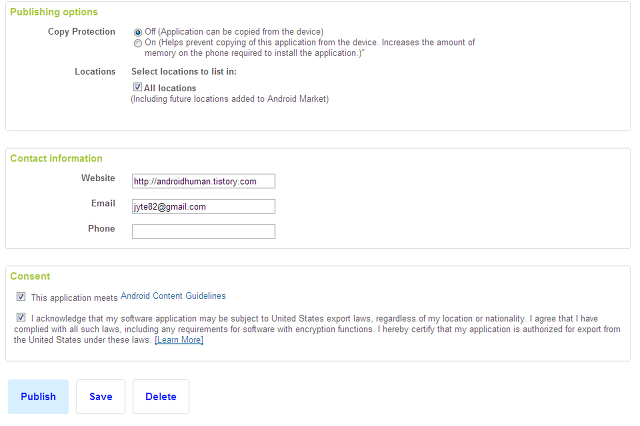 Publishing options
Copy Protection Off (Application can be copied from the device)
On (Helps prevent copying of this application from the device. Increases the amount of
memory on the phone required to install the application.)"
Locations Select locations to list in:
All locations
(Including future locations added to Android Market)
Contact information
Website http://androidhuman.tistory.com
Email jyte82@gmail.com
Phone
Consent
This application meets Android Content Guidelines
I acknowledge that my software application may be subject to United States export laws, regardless of my location or nationality. I agree that I have
complied with all such laws, including any requirements for software with encryption functions. I hereby certify that my application is authorized for export from
the United States under these laws. [Learn More]
Publish Save Delete